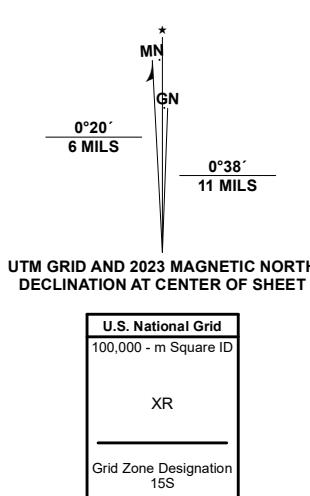 ★
MN
GN
0°20´
6 MILS
0°38´
11 MILS
UTM GRID AND 2023 MAGNETIC NORTH
DECLINATION AT CENTER OF SHEET
U.S. National Grid
100,000 - m Square ID
XR
Grid Zone Designation
15S